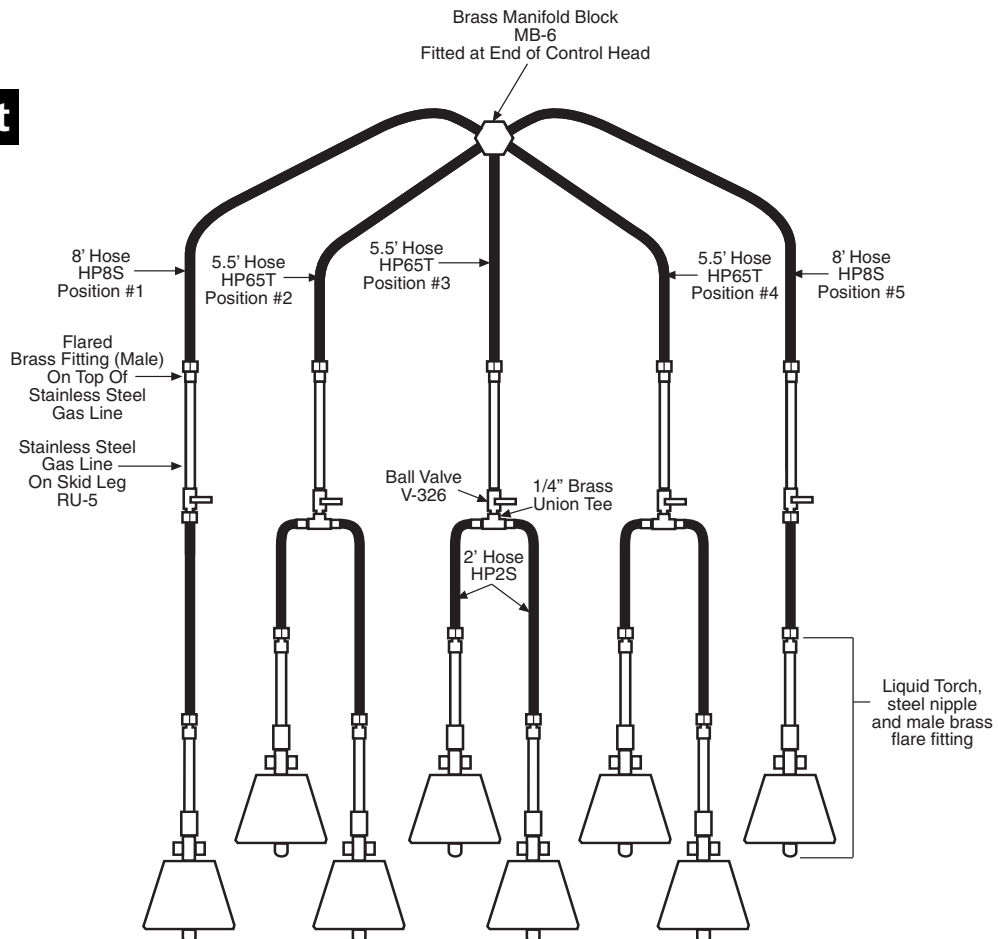 Brass Manifold Block
MB-6
Fitted at End of Control Head
t
8’ Hose
HP8S
Position #1
5.5’ Hose
HP65T
Position #2
5.5’ Hose
HP65T
Position #3
5.5’ Hose
HP65T
Position #4
8’ Hose
HP8S
Position #5
Flared
Brass Fitting (Male)
On Top Of
Stainless Steel
Gas Line
Stainless Steel
Gas Line
On Skid Leg
RU-5
Ball Valve
V-326
1/4” Brass
Union Tee
2’ Hose
HP2S
Liquid Torch,
steel nipple
and male brass
flare fitting